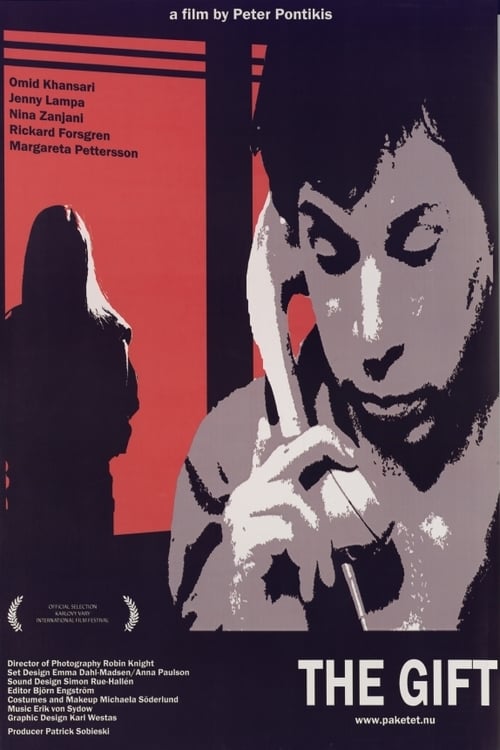 a film by Peter Pontikis
Omid Khansari
Jenny Lampa
Nina Zanjani
Rickard Forsgren
Margareta Pettersson
OFFICIAL SELECTION
KARLOVY VARY
INTERNATIONAL FILM FESTIVAL
Director of Photography Robin Knight
Set Design Emma Dahl-Madsen/Anna Paulson
Sound Design Simon Rue-Hallén
Editor Björn Engström
Costumes and Makeup Michaela Söderlund
Music Erik von Sydow
Graphic Design Karl Westas
Producer Patrick Sobieski
THE GIFT
www.paketet.nu